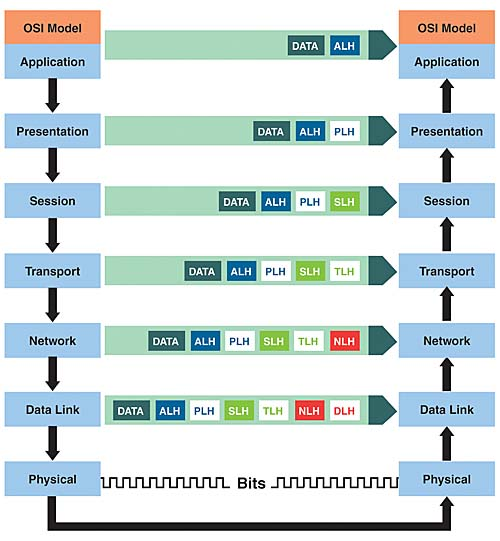 OSI Model OSI Model
DATA ALH
Application Application
Presentation DATA ALH PLH Presentation
Session DATA ALH PLH SLH Session
Transport DATA ALH PLH SLH TLH Transport
Network DATA ALH PLH SLH TLH NLH Network
Data Link DATA ALH PLH SLH TLH NLH DLH Data Link
Physical Bits Physical